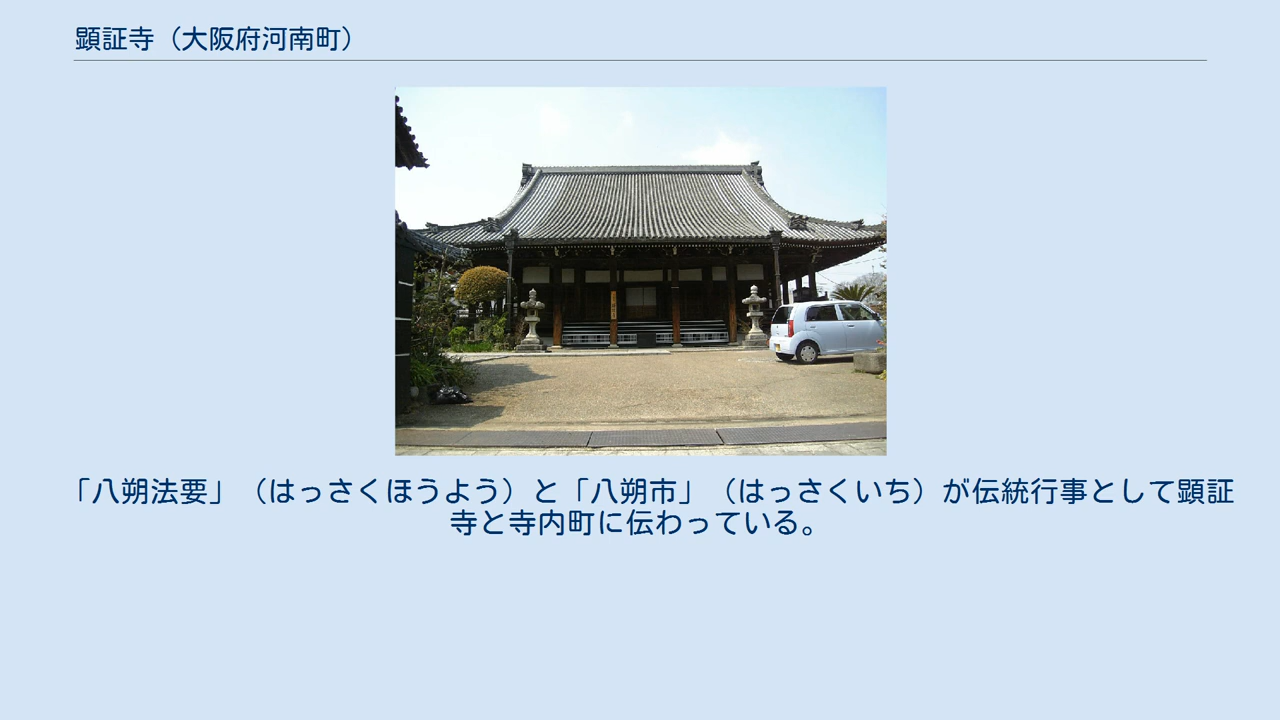 顕証寺（大阪府河南町）
「八朔法要」（はっさくほうよう）と「八朔市」（はっさくいち）が伝統行事として顕証
寺と寺内町に伝わっている。